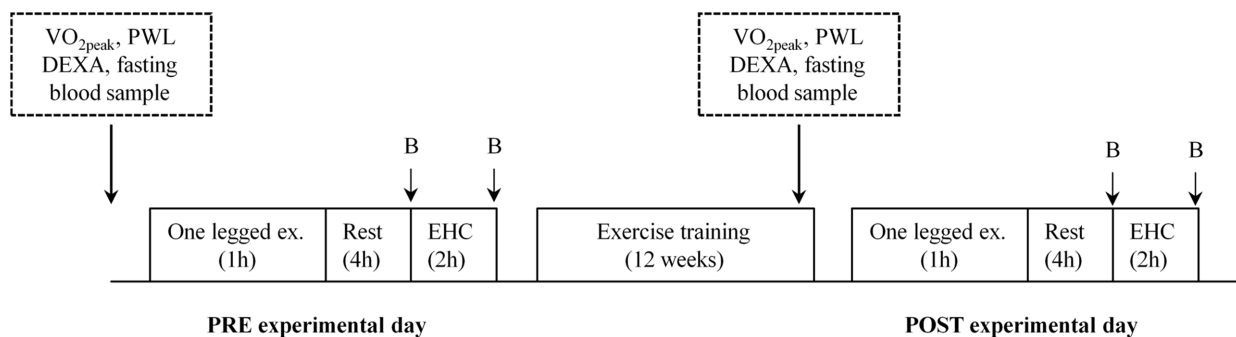 VO2peak, PWL
DEXA, fasting
blood sample
VO2peak, PWL
DEXA, fasting
blood sample
B
B
B
B
One legged ex.
(1h)
Rest
(4h)
EHC
(2h)
Exercise training
(12 weeks)
One legged ex.
(1h)
Rest
(4h)
EHC
(2h)
PRE experimental day
POST experimental day